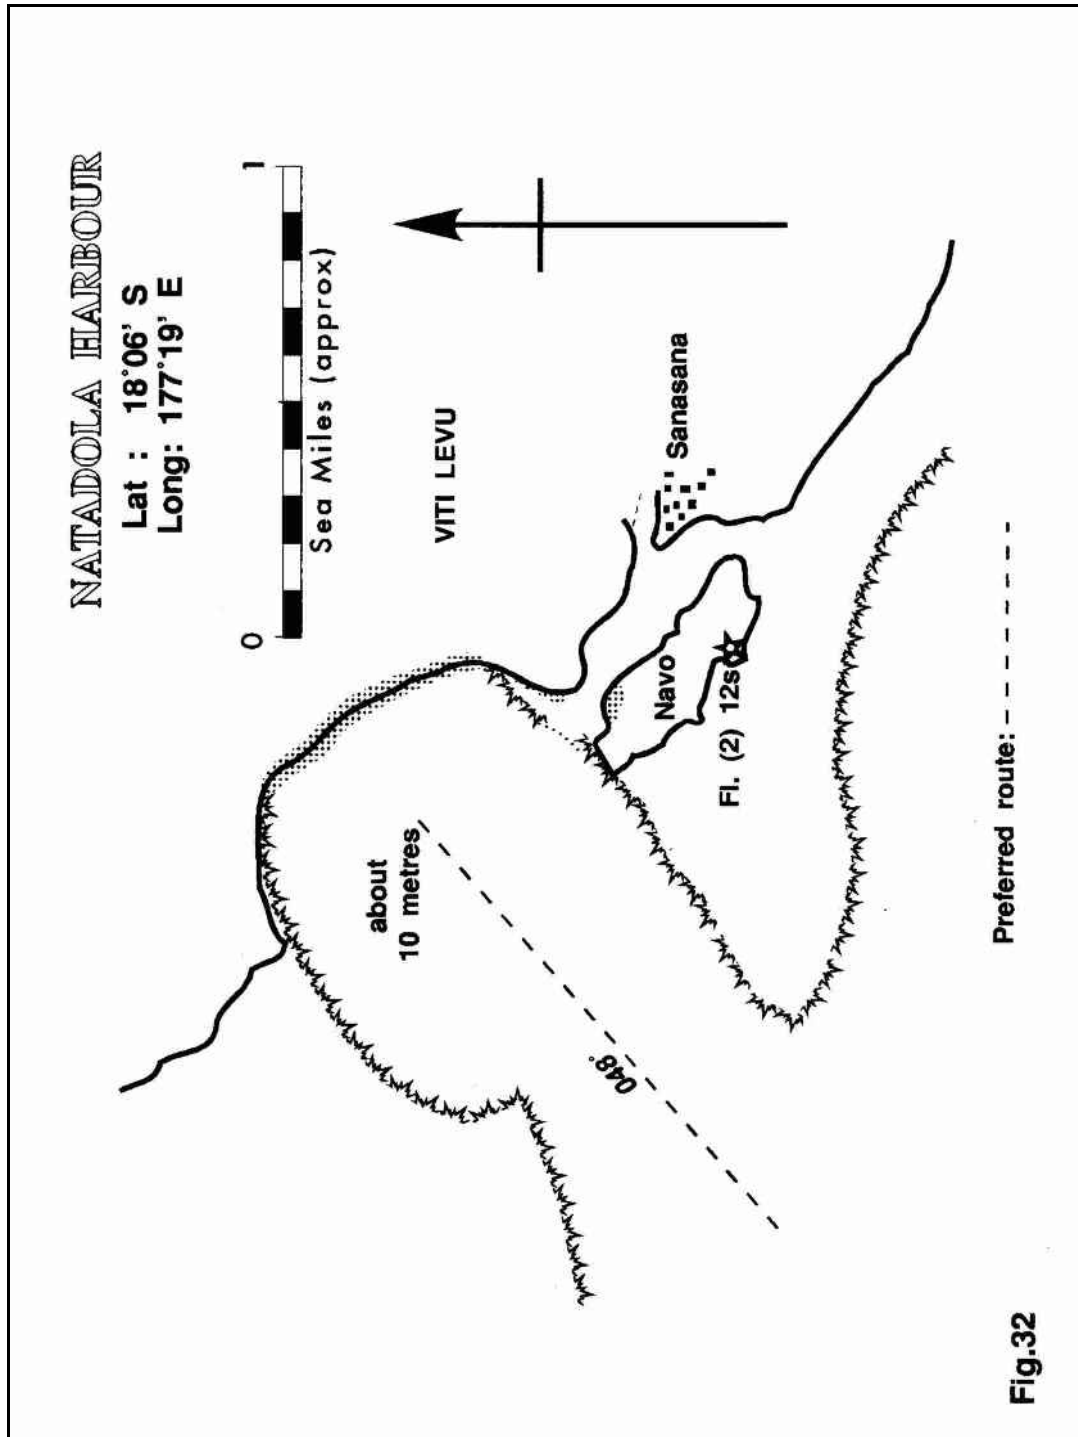 NATADOLA HARBOUR
Lat : 18°06' S
Long: 177°19' E
0
1
Sea Miles (approx)
VITI LEVU
Sanasana
Navo
Fl. (2) 12s
about
10 metres
048°
Preferred route:
Fig.32